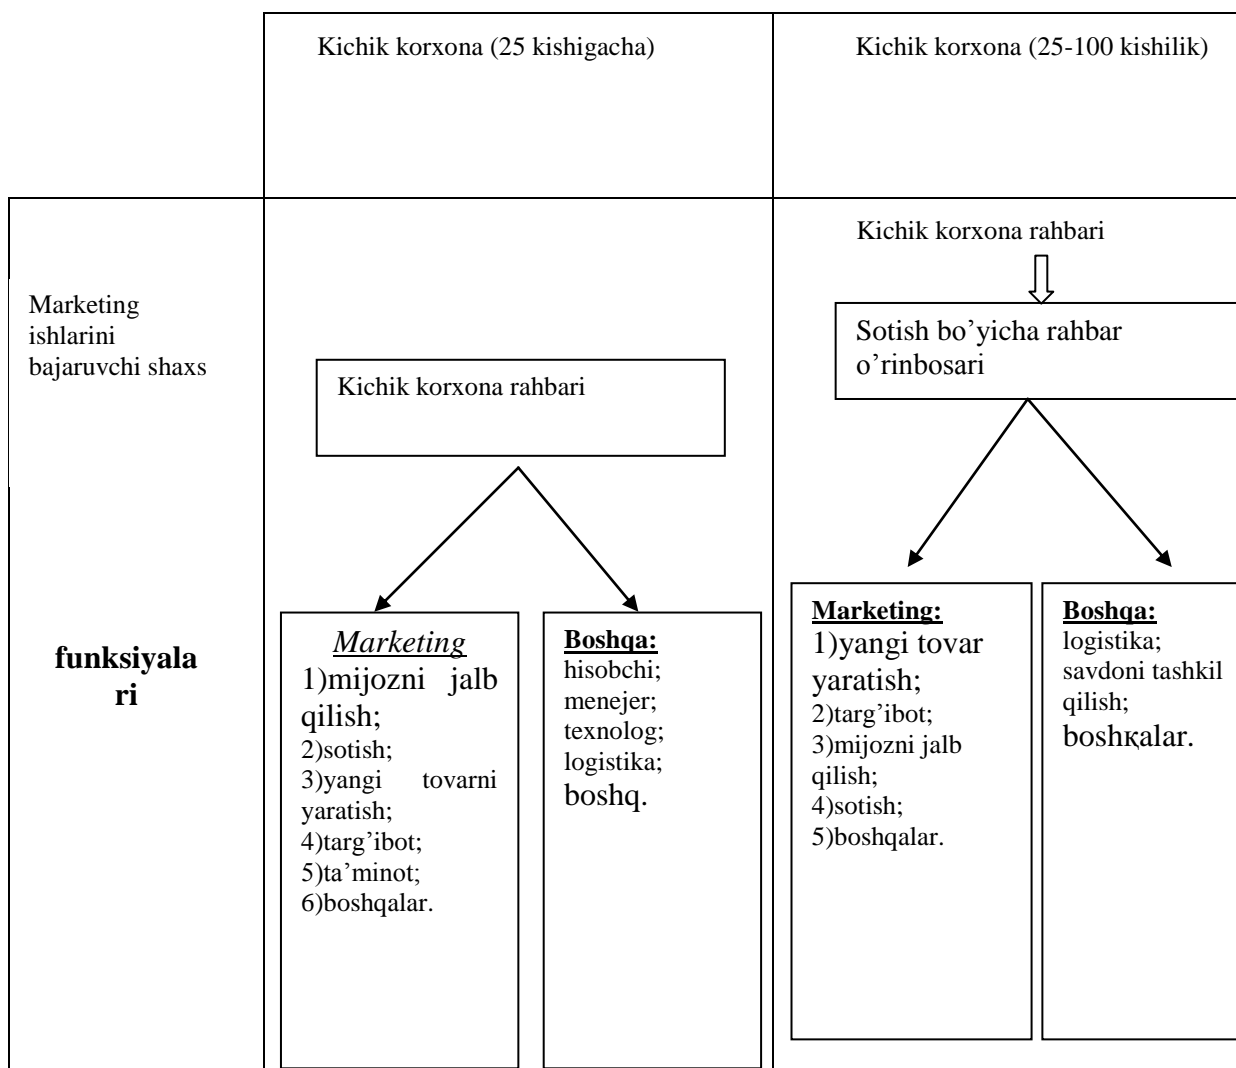 Kichik korxona (25 kishigacha)
Kichik korxona (25-100 kishilik)
Marketing
ishlarini
bajaruvchi shaxs
Kichik korxona rahbari
Kichik korxona rahbari
Sotish bo’yicha rahbar
o’rinbosari
funksiyala
ri
Marketing
1)mijozni jalb
qilish;
2)sotish;
3)yangi tovarni
yaratish;
4)targ’ibot;
5)ta’minot;
6)boshqalar.
Boshqa:
hisobchi;
menejer;
texnolog;
logistika;
boshq.
Marketing:
1)yangi tovar
yaratish;
2)targ’ibot;
3)mijozni jalb
qilish;
4)sotish;
5)boshqalar.
Boshqa:
logistika;
savdoni tashkil
qilish;
boshқalar.